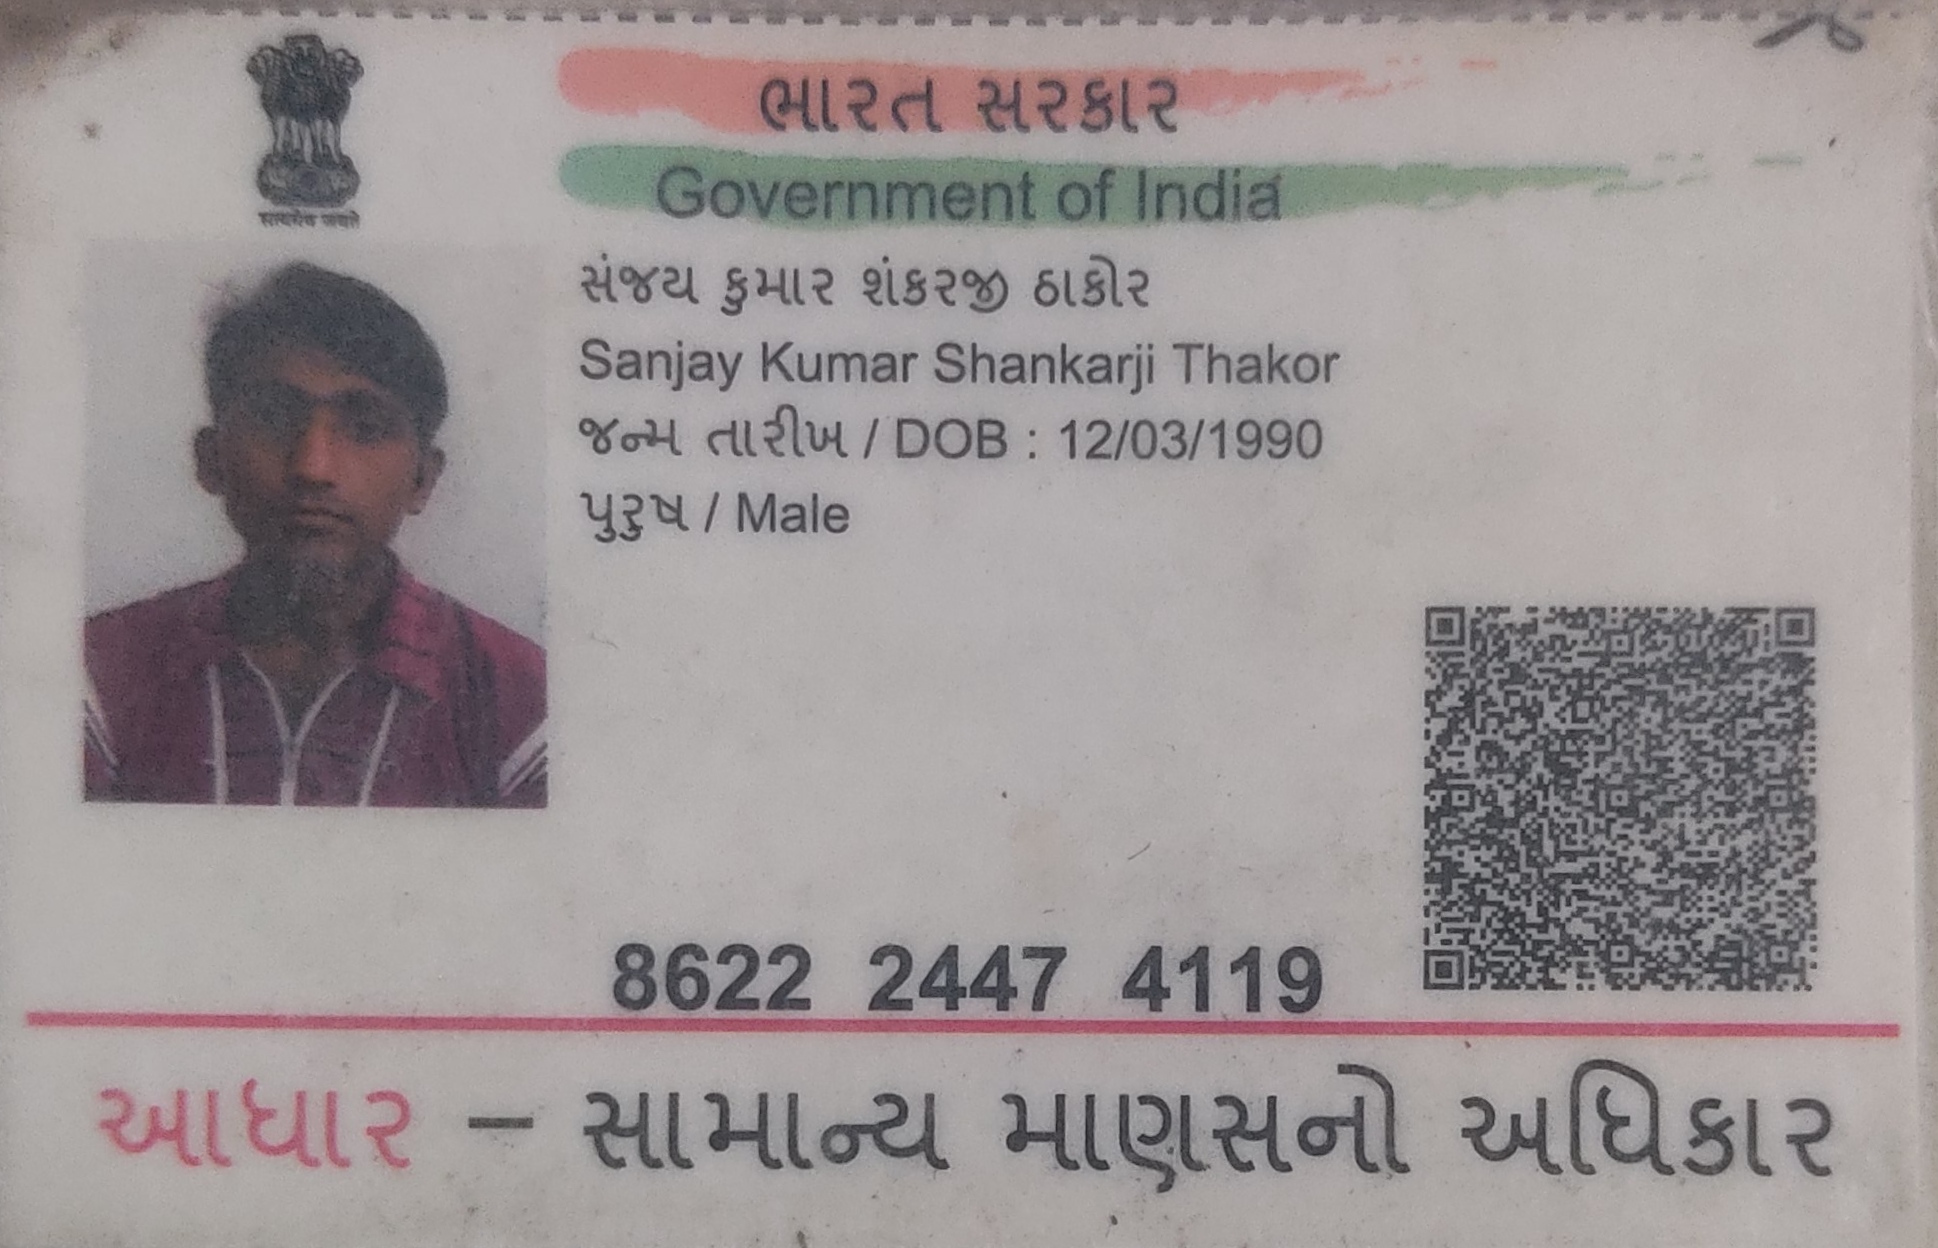 सत्यमेव जयते
ભારત સરકાર
Government of India
સંજય કુમાર શંકરજી ઠાકોર
Sanjay Kumar Shankarji Thakor
જન્મ તારીખ / DOB : 12/03/1990
પુરુષ / Male
8622 2447 4119
આધાર – સામાન્ય માણસનો અધિકાર